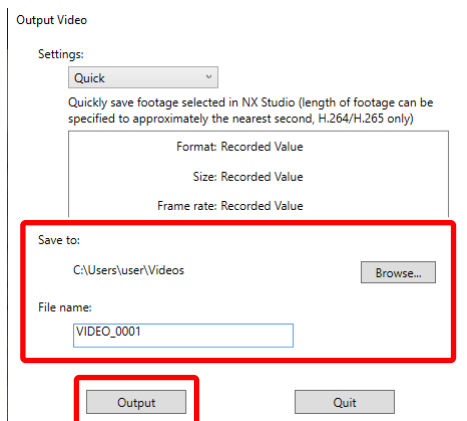 Output Video
Settings:
Quick
Quickly save footage selected in NX Studio (length of footage can be
specified to approximately the nearest second, H.264/H.265 only)
Format: Recorded Value
Size: Recorded Value
Frame rate: Recorded Value
Save to:
C:\Users\user\Videos
Browse...
File name:
VIDEO_0001
Output Quit